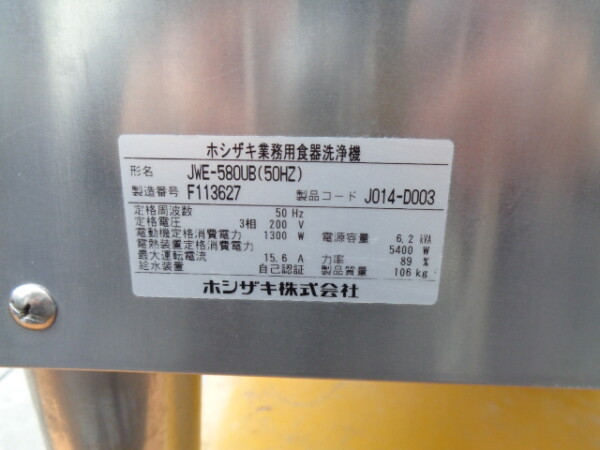 ホシザキ業務用食器洗浄機
形名 JWE-580UB(50HZ)
製造番号 F113627 製品コード J014-D003
定格周波数 50 Hz
定格電圧 3相 200 V
電動機定格消費電力 1300 W 電源容量 6.2 kVA
電熱装置定格消費電力 5400 W
最大運転電流 15.6 A 力率 89 %
給水装置 自己認証 製品質量 106 kg
ホシザキ株式会社